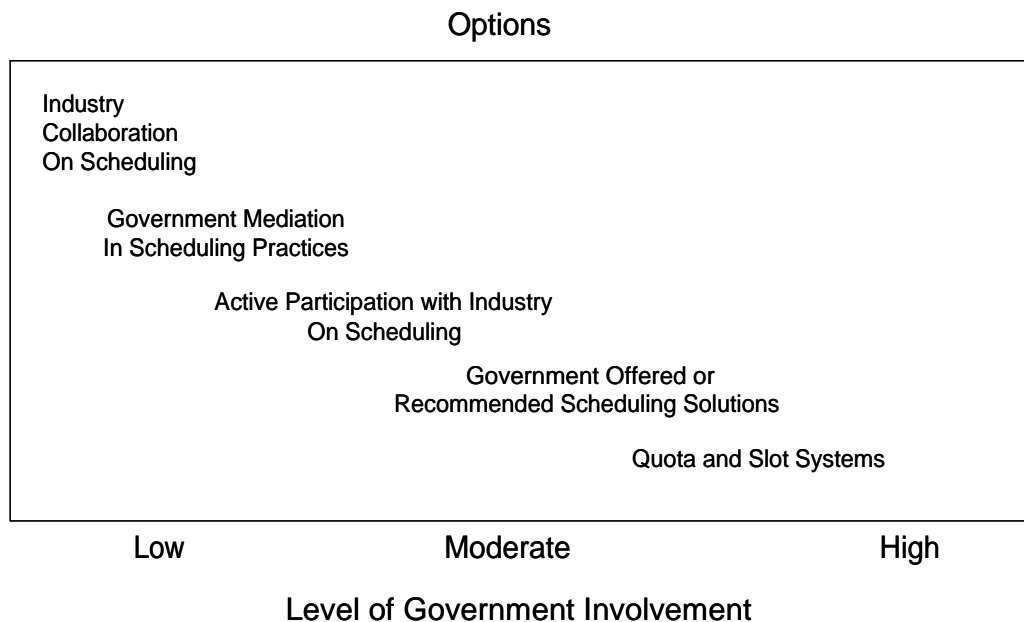 Options
Industry
Collaboration
On Scheduling
Government Mediation
In Scheduling Practices
Active Participation with Industry
On Scheduling
Government Offered or
Recommended Scheduling Solutions
Quota and Slot Systems
Low Moderate High
Level of Government Involvement